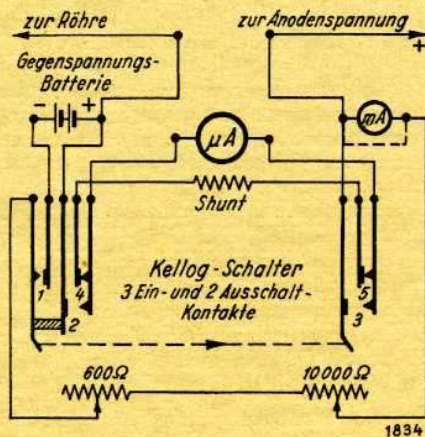 zur Röhre
zur Anodenspannung
+
Gegenspannungs-
Batterie
- +
mA
µA
Shunt
1 4 5
2 3
Kellog-Schalter
3 Ein- und 2 Ausschalt-
Kontakte
600Ω 10000Ω
1834